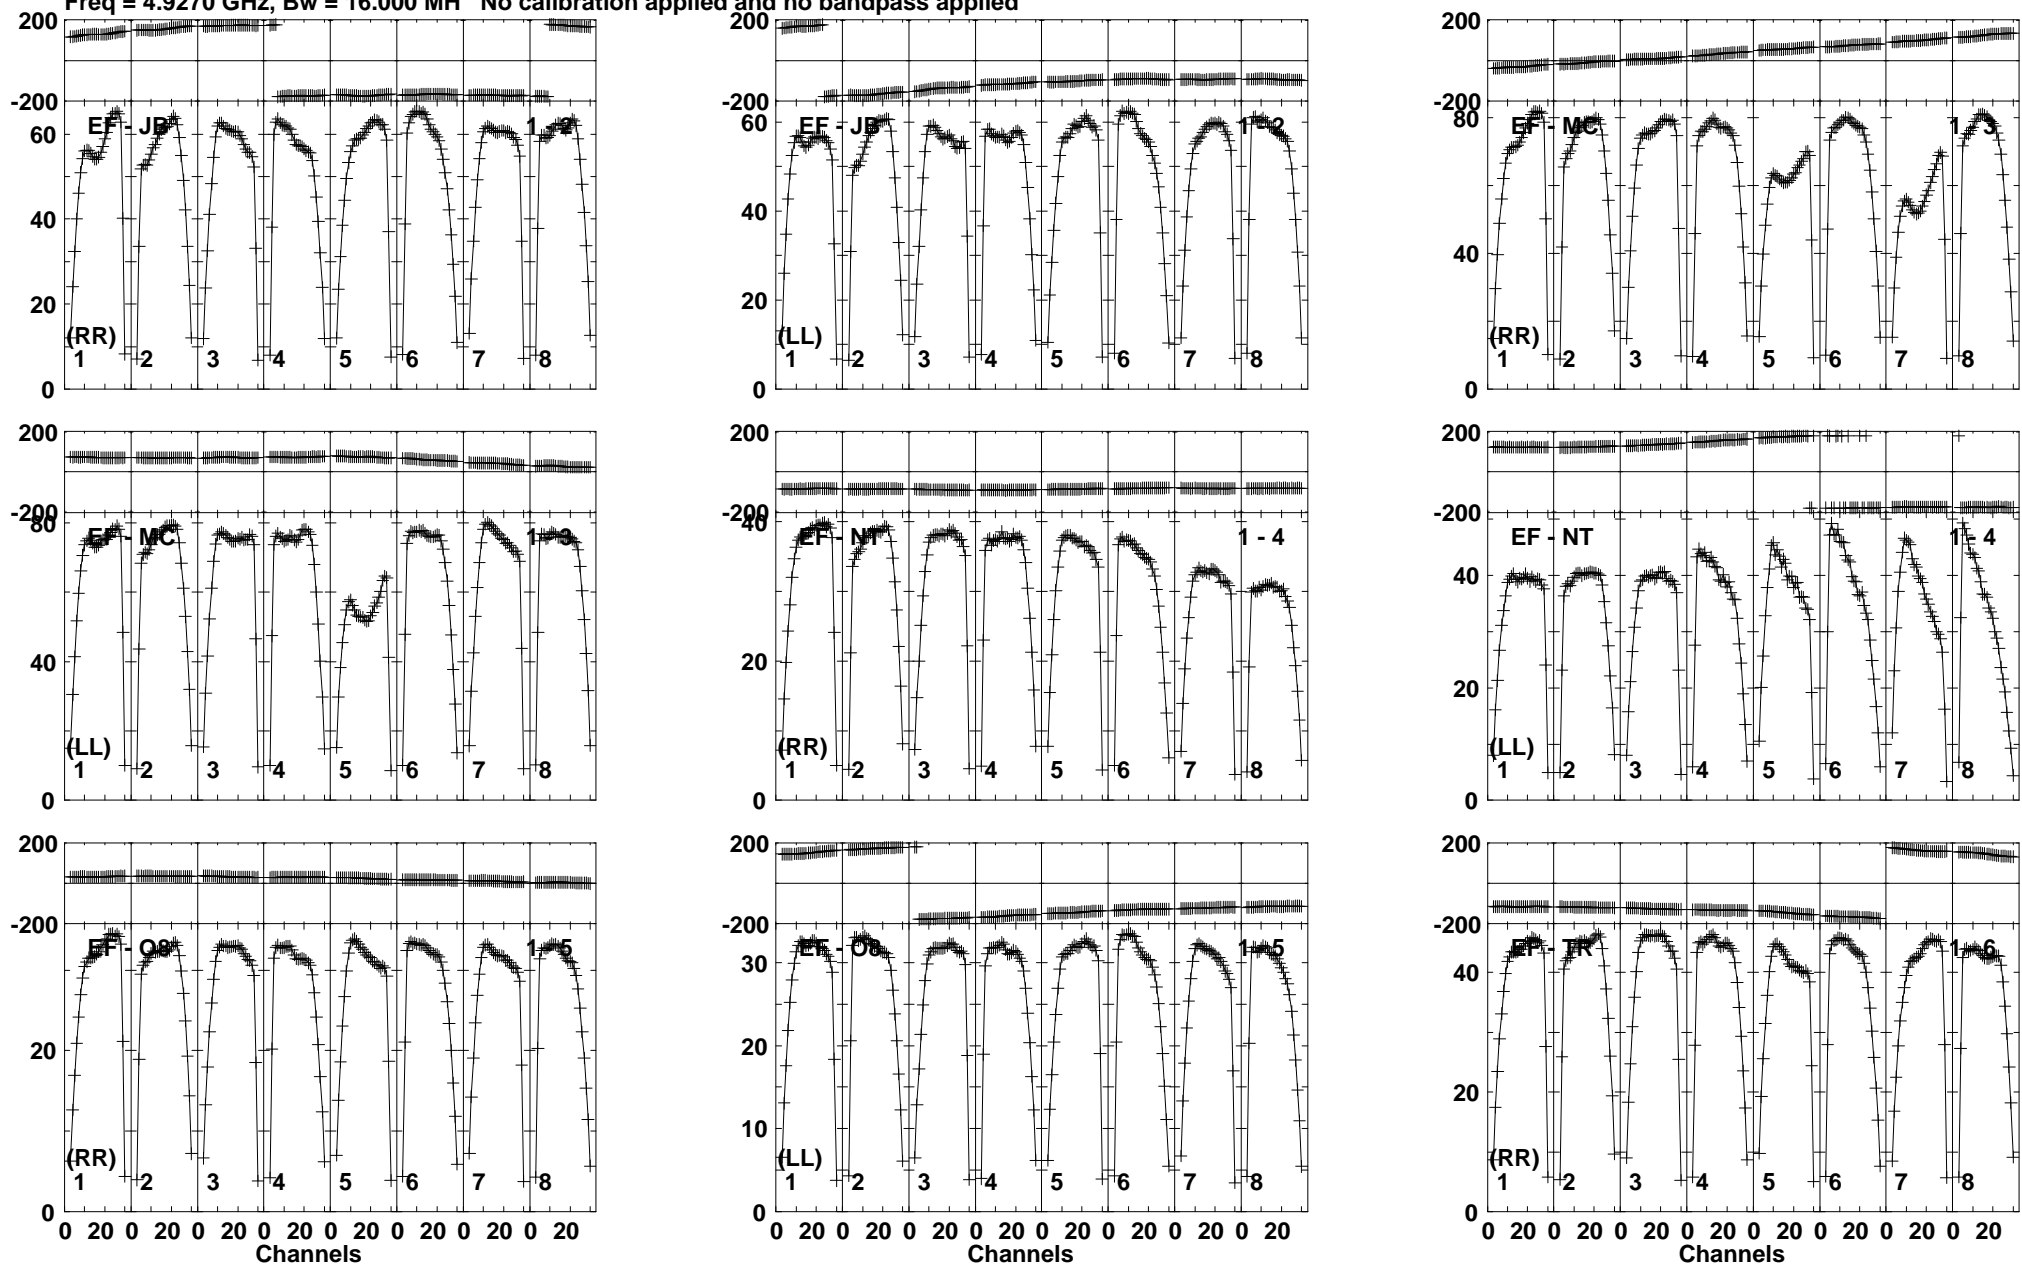 Freq = 4.9270 GHz, Bw = 16.000 MH No calibration applied and no bandpass applied
200 200 200
-200 -200 -200
EF - JB 1 - 2 EF - JB 1 - 2 EF - MC 1 - 3
60 60 80
40 40 40
20 20
(RR) (LL) (RR)
1 2 3 4 5 6 7 8 1 2 3 4 5 6 7 8 1 2 3 4 5 6 7 8
0 0 0
200 200 200
-200 -200 -200
80 40
EF - MC 1 - 3 EF - NT 1 - 4 EF - NT 1 - 4
40 20 40
20
(LL) (RR) (LL)
1 2 3 4 5 6 7 8 1 2 3 4 5 6 7 8 1 2 3 4 5 6 7 8
0 0 0
200 200 200
-200 -200 -200
EF - O8 1 - 5 EF - O8 1 - 5 EF - TR 1 - 6
30 40
20 20 20
10
(RR) (LL) (RR)
1 2 3 4 5 6 7 8 1 2 3 4 5 6 7 8 1 2 3 4 5 6 7 8
0 0 0
0 20 0 20 0 20 0 20 0 20 0 20 0 20 0 20 0 20 0 20 0 20 0 20 0 20 0 20 0 20 0 20 0 20 0 20 0 20 0 20 0 20 0 20 0 20 0 20
Channels Channels Channels